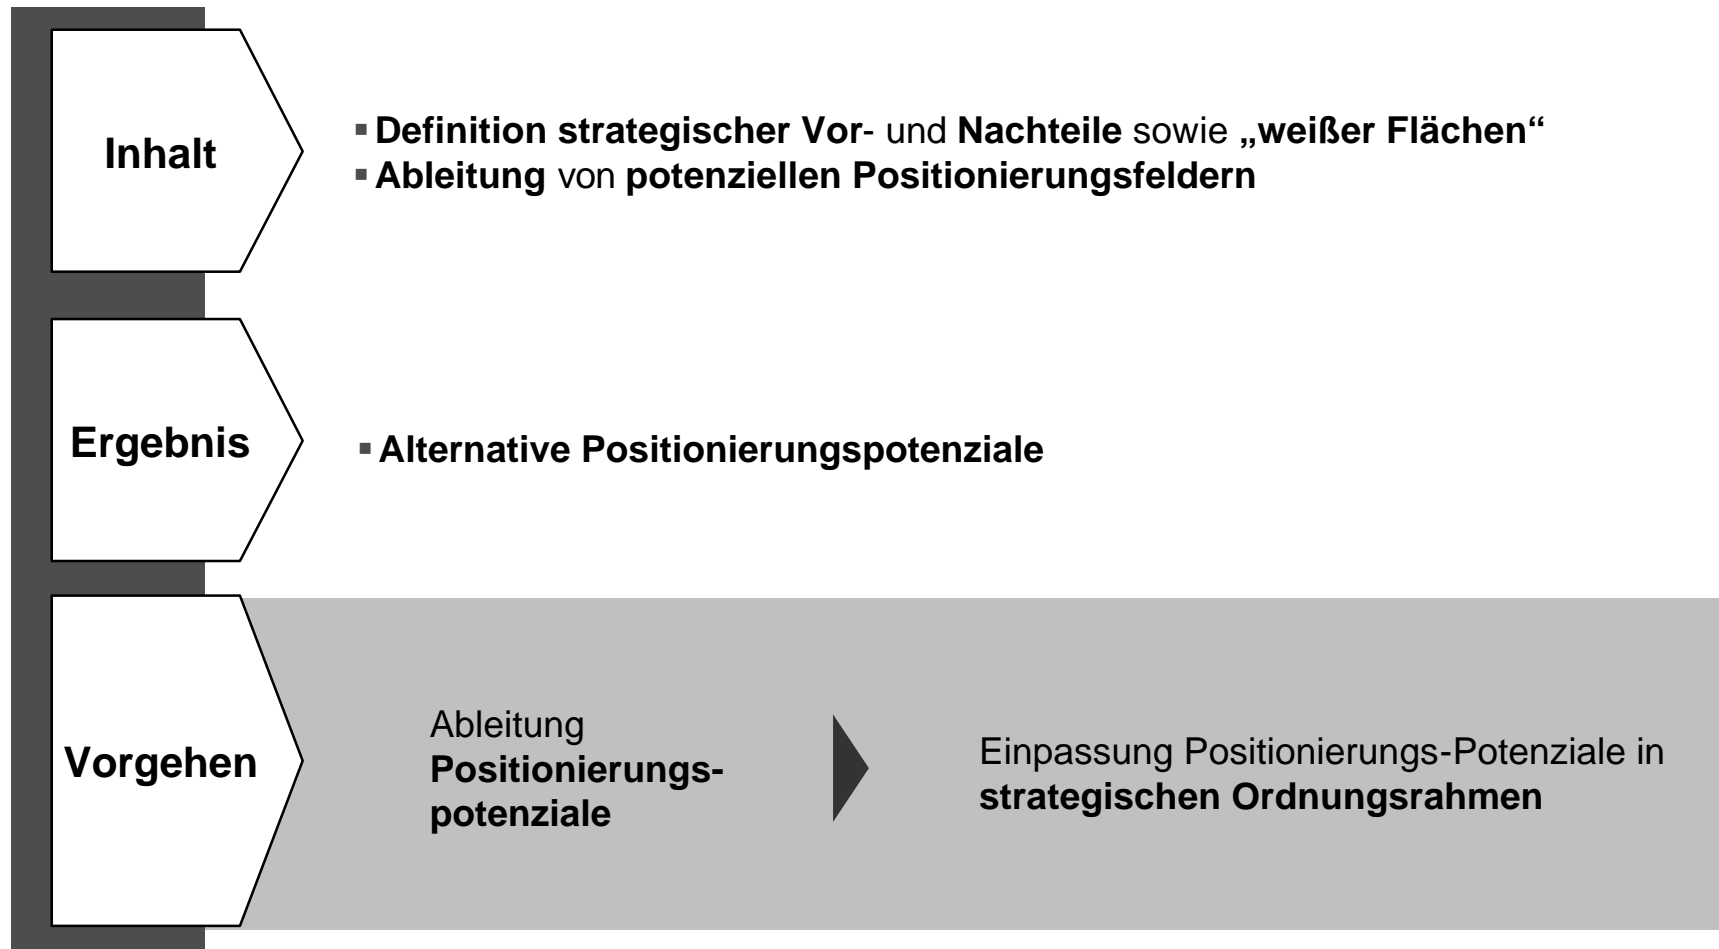 Inhalt
▪ Definition strategischer Vor- und Nachteile sowie „weißer Flächen“
▪ Ableitung von potenziellen Positionierungsfeldern
Ergebnis
▪ Alternative Positionierungspotenziale
Vorgehen
Ableitung
Positionierungs-
potenziale
Einpassung Positionierungs-Potenziale in
strategischen Ordnungsrahmen